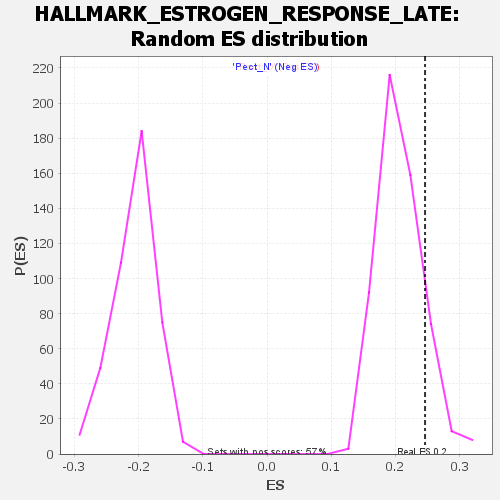 HALLMARK_ESTROGEN_RESPONSE_LATE:
Random ES distribution
'Pect_N' (Neg ES))
220
200
180
160
140
120
100
80
60
40
20
0
P(ES)
Sets with pos scores: 57%
Real ES 0.2
-0.3 -0.2 -0.1 0.0 0.1 0.2 0.3
ES